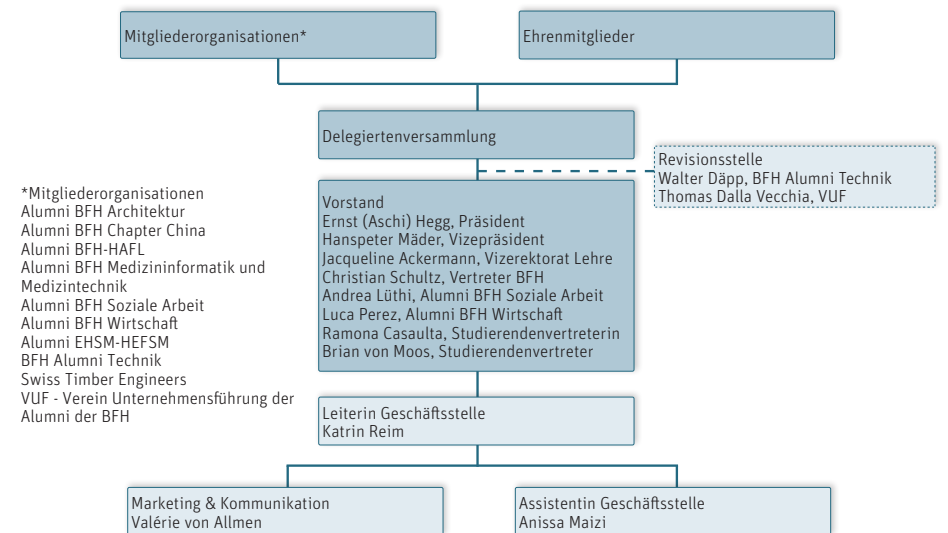 Mitgliederorganisationen*
Ehrenmitglieder
Delegiertenversammlung
Revisionsstelle
Walter Däpp, BFH Alumni Technik
Thomas Dalla Vecchia, VUF
*Mitgliederorganisationen
Alumni BFH Architektur
Alumni BFH Chapter China
Alumni BFH-HAFL
Alumni BFH Medizininformatik und
Medizintechnik
Alumni BFH Soziale Arbeit
Alumni BFH Wirtschaft
Alumni EHSM-HEFSM
BFH Alumni Technik
Swiss Timber Engineers
VUF - Verein Unternehmensführung der
Alumni der BFH
Vorstand
Ernst (Aschi) Hegg, Präsident
Hanspeter Mäder, Vizepräsident
Jacqueline Ackermann, Vizerektorat Lehre
Christian Schultz, Vertreter BFH
Andrea Lüthi, Alumni BFH Soziale Arbeit
Luca Perez, Alumni BFH Wirtschaft
Ramona Casaulta, Studierendenvertreterin
Brian von Moos, Studierendenvertreter
Leiterin Geschäftsstelle
Katrin Reim
Marketing & Kommunikation
Valérie von Allmen
Assistentin Geschäftsstelle
Anissa Maizi